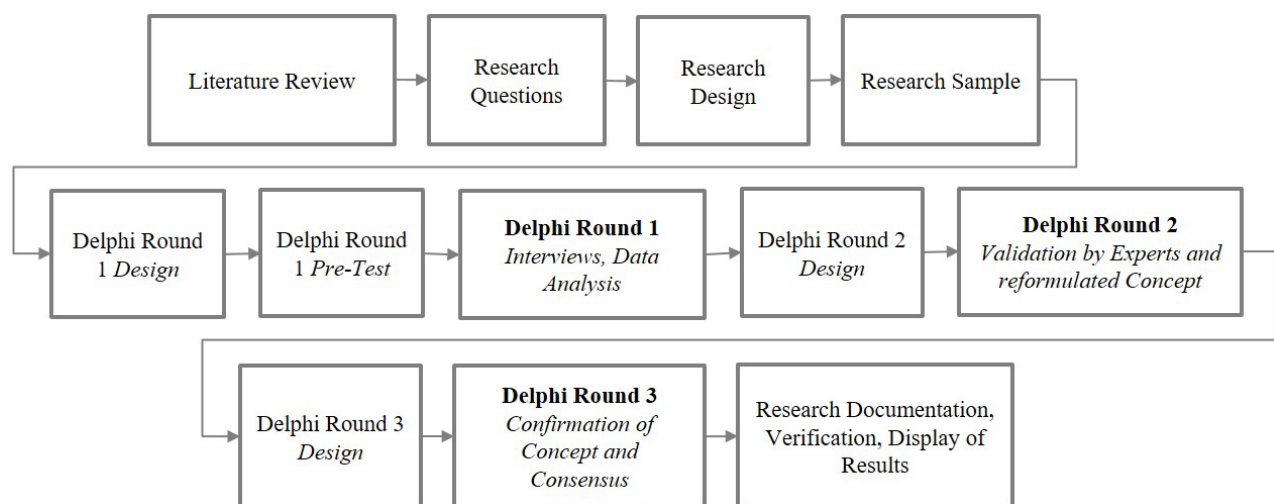 Literature Review
Research
Questions
Research
Design
Research Sample
Delphi Round
1 Design
Delphi Round
1 Pre-Test
Delphi Round 1
Interviews, Data
Analysis
Delphi Round 2
Design
Delphi Round 2
Validation by Experts and
reformulated Concept
Delphi Round 3
Design
Delphi Round 3
Confirmation of
Concept and
Consensus
Research Documentation,
Verification, Display of
Results